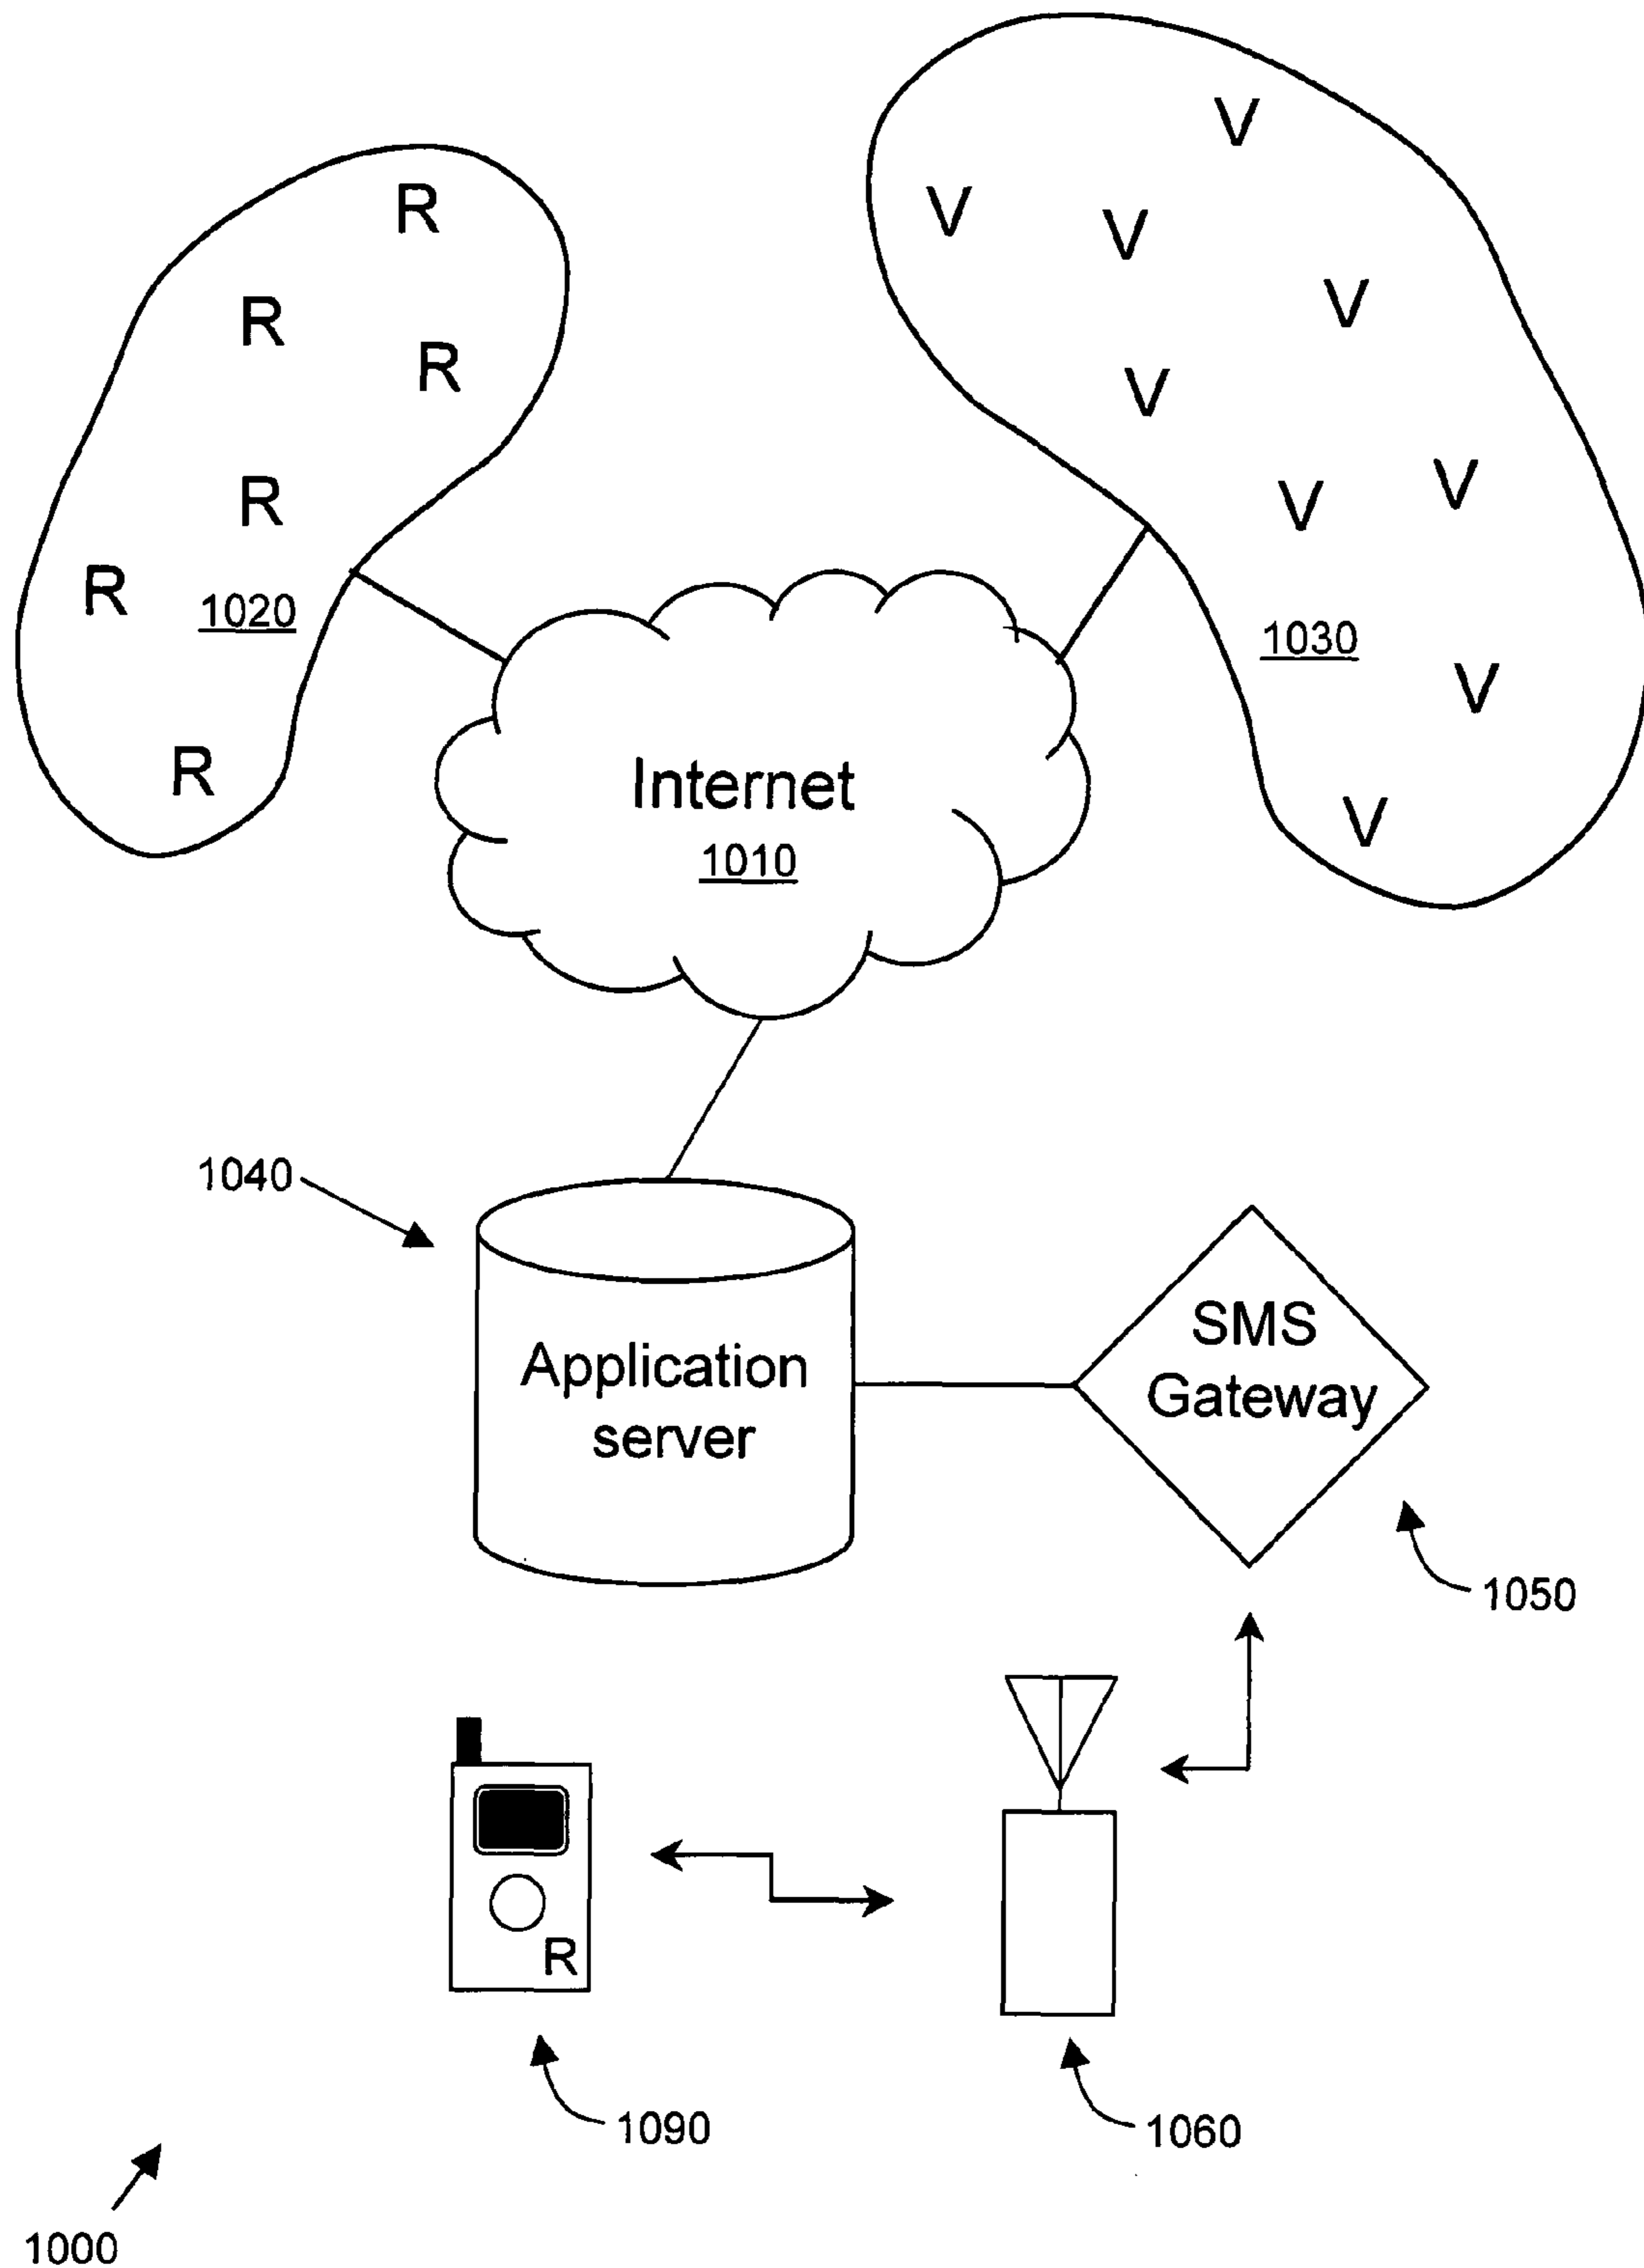 V
R
V
V
R
V
R
V
V
R
V
R
1020
1030
V
R
Internet
V
1010
1040
SMS
Gateway
Application
server
1050
R
1090
1060
1000